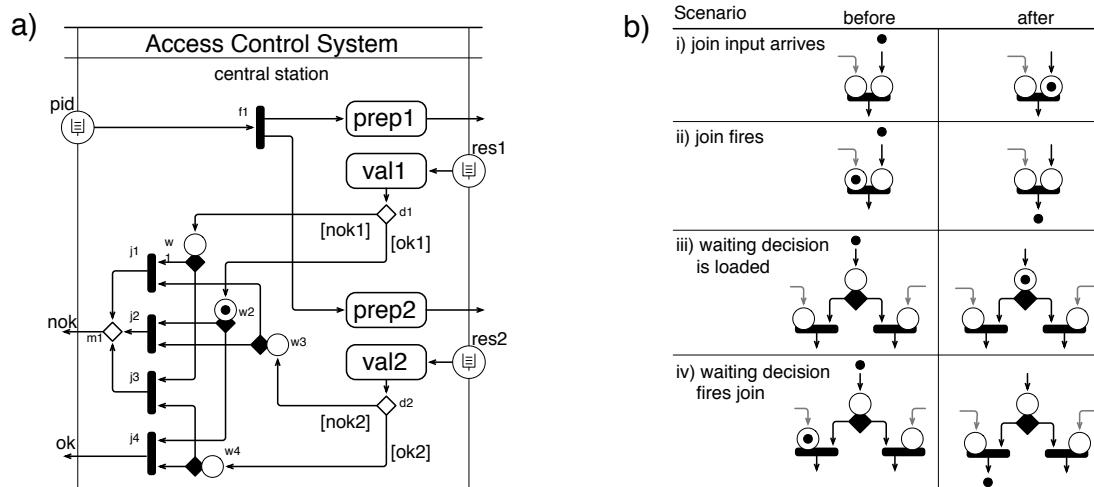 a)
Access Control System
central station
pid
f1
prep1
res1
val1
d1
[nok1]
[ok1]
w
1
j1
w2
prep2
nok
m1
j2
w3
res2
val2
j3
d2
[nok2]
[ok2]
ok
j4
w4
b)
Scenario before after
i) join input arrives
ii) join fires
iii) waiting decision
is loaded
iv) waiting decision
fires join